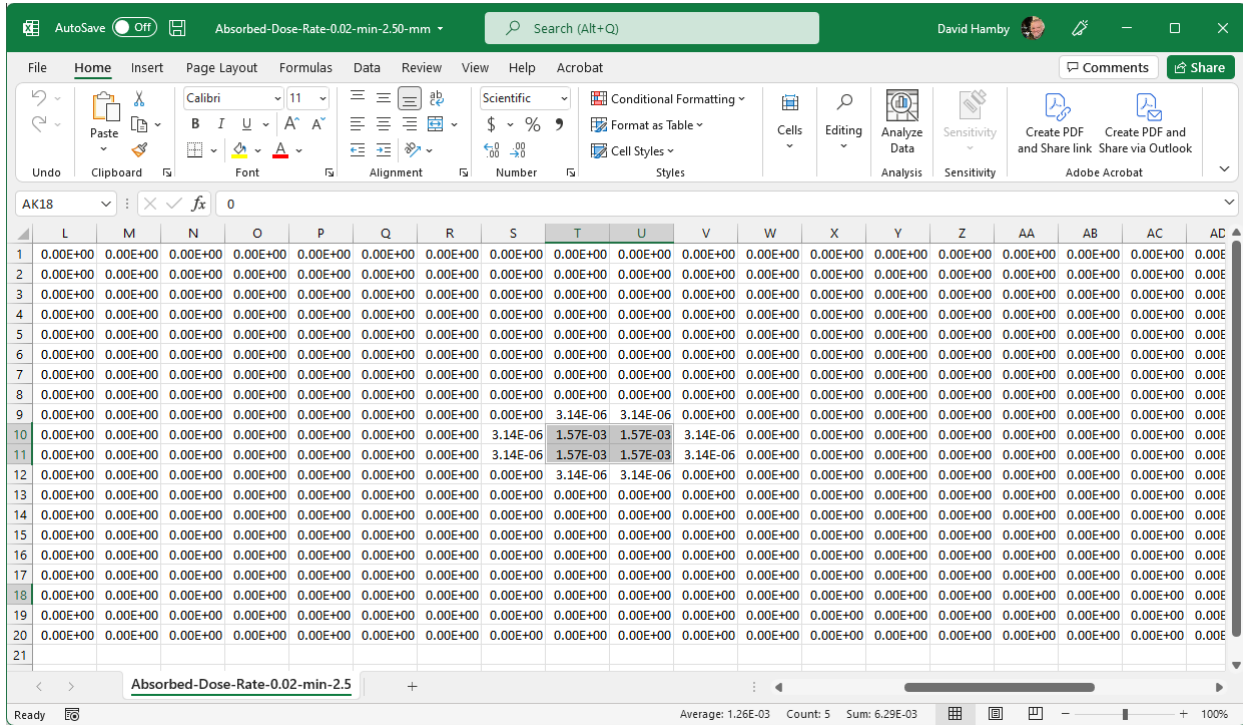 AutoSave Off Absorbed-Dose-Rate-0.02-min-2.50-mm Search (Alt+Q) David Hamby
File Home Insert Page Layout Formulas Data Review View Help Acrobat Comments Share
Calibri 11 Scientific Conditional Formatting
Paste B I U A A $ % 9 Format as Table Cells Editing Analyze Data Sensitivity Create PDF and Share link Create PDF and Share via Outlook
Cell Styles
Undo Clipboard Font Alignment Number Styles Analysis Sensitivity Adobe Acrobat
AK18 fx 0
L M N O P Q R S T U V W X Y Z AA AB AC AD
1 0.00E+00 0.00E+00 0.00E+00 0.00E+00 0.00E+00 0.00E+00 0.00E+00 0.00E+00 0.00E+00 0.00E+00 0.00E+00 0.00E+00 0.00E+00 0.00E+00 0.00E+00 0.00E+00 0.00E+00 0.00E+00 0.00E
2 0.00E+00 0.00E+00 0.00E+00 0.00E+00 0.00E+00 0.00E+00 0.00E+00 0.00E+00 0.00E+00 0.00E+00 0.00E+00 0.00E+00 0.00E+00 0.00E+00 0.00E+00 0.00E+00 0.00E+00 0.00E+00 0.00E
3 0.00E+00 0.00E+00 0.00E+00 0.00E+00 0.00E+00 0.00E+00 0.00E+00 0.00E+00 0.00E+00 0.00E+00 0.00E+00 0.00E+00 0.00E+00 0.00E+00 0.00E+00 0.00E+00 0.00E+00 0.00E+00 0.00E
4 0.00E+00 0.00E+00 0.00E+00 0.00E+00 0.00E+00 0.00E+00 0.00E+00 0.00E+00 0.00E+00 0.00E+00 0.00E+00 0.00E+00 0.00E+00 0.00E+00 0.00E+00 0.00E+00 0.00E+00 0.00E+00 0.00E
5 0.00E+00 0.00E+00 0.00E+00 0.00E+00 0.00E+00 0.00E+00 0.00E+00 0.00E+00 0.00E+00 0.00E+00 0.00E+00 0.00E+00 0.00E+00 0.00E+00 0.00E+00 0.00E+00 0.00E+00 0.00E+00 0.00E
6 0.00E+00 0.00E+00 0.00E+00 0.00E+00 0.00E+00 0.00E+00 0.00E+00 0.00E+00 0.00E+00 0.00E+00 0.00E+00 0.00E+00 0.00E+00 0.00E+00 0.00E+00 0.00E+00 0.00E+00 0.00E+00 0.00E
7 0.00E+00 0.00E+00 0.00E+00 0.00E+00 0.00E+00 0.00E+00 0.00E+00 0.00E+00 0.00E+00 0.00E+00 0.00E+00 0.00E+00 0.00E+00 0.00E+00 0.00E+00 0.00E+00 0.00E+00 0.00E+00 0.00E
8 0.00E+00 0.00E+00 0.00E+00 0.00E+00 0.00E+00 0.00E+00 0.00E+00 0.00E+00 0.00E+00 0.00E+00 0.00E+00 0.00E+00 0.00E+00 0.00E+00 0.00E+00 0.00E+00 0.00E+00 0.00E+00 0.00E
9 0.00E+00 0.00E+00 0.00E+00 0.00E+00 0.00E+00 0.00E+00 0.00E+00 0.00E+00 3.14E-06 3.14E-06 0.00E+00 0.00E+00 0.00E+00 0.00E+00 0.00E+00 0.00E+00 0.00E+00 0.00E+00 0.00E
10 0.00E+00 0.00E+00 0.00E+00 0.00E+00 0.00E+00 0.00E+00 0.00E+00 3.14E-06 1.57E-03 1.57E-03 3.14E-06 0.00E+00 0.00E+00 0.00E+00 0.00E+00 0.00E+00 0.00E+00 0.00E+00 0.00E
11 0.00E+00 0.00E+00 0.00E+00 0.00E+00 0.00E+00 0.00E+00 0.00E+00 3.14E-06 1.57E-03 1.57E-03 3.14E-06 0.00E+00 0.00E+00 0.00E+00 0.00E+00 0.00E+00 0.00E+00 0.00E+00 0.00E
12 0.00E+00 0.00E+00 0.00E+00 0.00E+00 0.00E+00 0.00E+00 0.00E+00 0.00E+00 3.14E-06 3.14E-06 0.00E+00 0.00E+00 0.00E+00 0.00E+00 0.00E+00 0.00E+00 0.00E+00 0.00E+00 0.00E
13 0.00E+00 0.00E+00 0.00E+00 0.00E+00 0.00E+00 0.00E+00 0.00E+00 0.00E+00 0.00E+00 0.00E+00 0.00E+00 0.00E+00 0.00E+00 0.00E+00 0.00E+00 0.00E+00 0.00E+00 0.00E+00 0.00E
14 0.00E+00 0.00E+00 0.00E+00 0.00E+00 0.00E+00 0.00E+00 0.00E+00 0.00E+00 0.00E+00 0.00E+00 0.00E+00 0.00E+00 0.00E+00 0.00E+00 0.00E+00 0.00E+00 0.00E+00 0.00E+00 0.00E
15 0.00E+00 0.00E+00 0.00E+00 0.00E+00 0.00E+00 0.00E+00 0.00E+00 0.00E+00 0.00E+00 0.00E+00 0.00E+00 0.00E+00 0.00E+00 0.00E+00 0.00E+00 0.00E+00 0.00E+00 0.00E+00 0.00E
16 0.00E+00 0.00E+00 0.00E+00 0.00E+00 0.00E+00 0.00E+00 0.00E+00 0.00E+00 0.00E+00 0.00E+00 0.00E+00 0.00E+00 0.00E+00 0.00E+00 0.00E+00 0.00E+00 0.00E+00 0.00E+00 0.00E
17 0.00E+00 0.00E+00 0.00E+00 0.00E+00 0.00E+00 0.00E+00 0.00E+00 0.00E+00 0.00E+00 0.00E+00 0.00E+00 0.00E+00 0.00E+00 0.00E+00 0.00E+00 0.00E+00 0.00E+00 0.00E+00 0.00E
18 0.00E+00 0.00E+00 0.00E+00 0.00E+00 0.00E+00 0.00E+00 0.00E+00 0.00E+00 0.00E+00 0.00E+00 0.00E+00 0.00E+00 0.00E+00 0.00E+00 0.00E+00 0.00E+00 0.00E+00 0.00E+00 0.00E
19 0.00E+00 0.00E+00 0.00E+00 0.00E+00 0.00E+00 0.00E+00 0.00E+00 0.00E+00 0.00E+00 0.00E+00 0.00E+00 0.00E+00 0.00E+00 0.00E+00 0.00E+00 0.00E+00 0.00E+00 0.00E+00 0.00E
20 0.00E+00 0.00E+00 0.00E+00 0.00E+00 0.00E+00 0.00E+00 0.00E+00 0.00E+00 0.00E+00 0.00E+00 0.00E+00 0.00E+00 0.00E+00 0.00E+00 0.00E+00 0.00E+00 0.00E+00 0.00E+00 0.00E
21
Absorbed-Dose-Rate-0.02-min-2.5 +
Ready Average: 1.26E-03 Count: 5 Sum: 6.29E-03 - + 100%